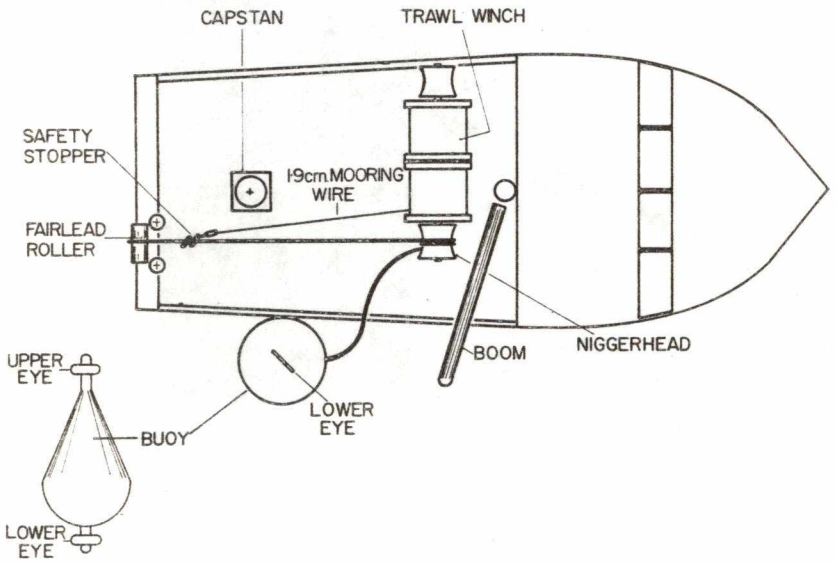 CAPSTAN
TRAWL WINCH
SAFETY
STOPPER
1·9cm. MOORING
WIRE
FAIRLEAD
ROLLER
NIGGERHEAD
BOOM
UPPER
EYE
LOWER
EYE
BUOY
LOWER
EYE